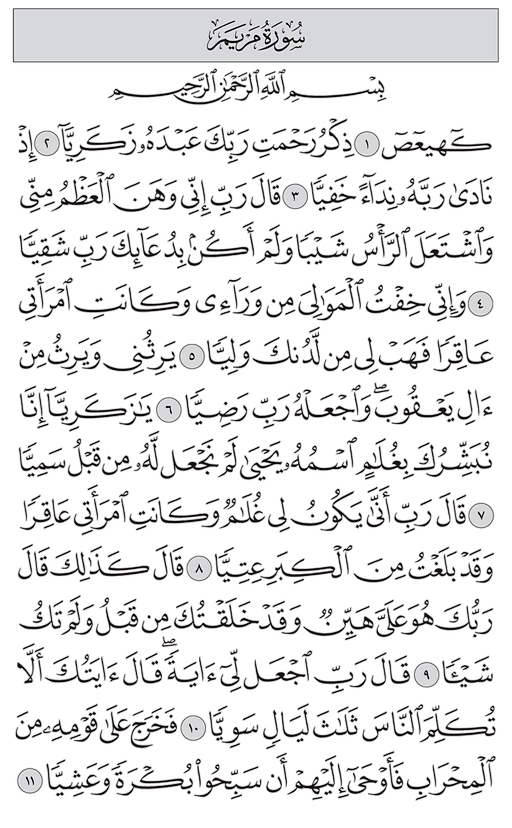 سُورَةُ مَرْيَمَ
بِسْمِ ٱللَّهِ ٱلرَّحْمَٰنِ ٱلرَّحِيمِ
كٓهيعٓصٓ ١ ذِكْرُ رَحْمَتِ رَبِّكَ عَبْدَهُۥ زَكَرِيَّآ ٢ إِذْ
نَادَىٰ رَبَّهُۥ نِدَآءً خَفِيًّا ٣ قَالَ رَبِّ إِنِّى وَهَنَ ٱلْعَظْمُ مِنِّى
وَٱشْتَعَلَ ٱلرَّأْسُ شَيْبًا وَلَمْ أَكُنۢ بِدُعَآئِكَ رَبِّ شَقِيًّا
٤ وَإِنِّى خِفْتُ ٱلْمَوَٰلِىَ مِن وَرَآءِى وَكَانَتِ ٱمْرَأَتِى
عَاقِرًا فَهَبْ لِى مِن لَّدُنكَ وَلِيًّا ٥ يَرِثُنِى وَيَرِثُ مِنْ
ءَالِ يَعْقُوبَ ۖ وَٱجْعَلْهُ رَبِّ رَضِيًّا ٦ يَٰزَكَرِيَّآ إِنَّا
نُبَشِّرُكَ بِغُلَٰمٍ ٱسْمُهُۥ يَحْيَىٰ لَمْ نَجْعَل لَّهُۥ مِن قَبْلُ سَمِيًّا
٧ قَالَ رَبِّ أَنَّىٰ يَكُونُ لِى غُلَٰمٌ وَكَانَتِ ٱمْرَأَتِى عَاقِرًا
وَقَدْ بَلَغْتُ مِنَ ٱلْكِبَرِ عِتِيًّا ٨ قَالَ كَذَٰلِكَ قَالَ
رَبُّكَ هُوَ عَلَىَّ هَيِّنٌ وَقَدْ خَلَقْتُكَ مِن قَبْلُ وَلَمْ تَكُ
شَيْـًٔا ٩ قَالَ رَبِّ ٱجْعَل لِّىٓ ءَايَةً ۚ قَالَ ءَايَتُكَ أَلَّا
تُكَلِّمَ ٱلنَّاسَ ثَلَٰثَ لَيَالٍ سَوِيًّا ١٠ فَخَرَجَ عَلَىٰ قَوْمِهِۦ مِنَ
ٱلْمِحْرَابِ فَأَوْحَىٰٓ إِلَيْهِمْ أَن سَبِّحُوا۟ بُكْرَةً وَعَشِيًّا ١١